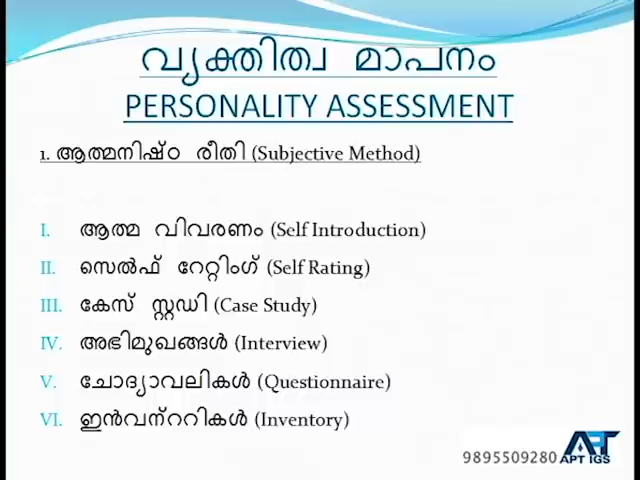 വ്യക്തിത്വ മാപനം
PERSONALITY ASSESSMENT
1. ആത്മനിഷ്ഠ രീതി (Subjective Method)
I. ആത്മ വിവരണം (Self Introduction)
II. സെൽഫ് റേറ്റിംഗ് (Self Rating)
III. കേസ് സ്റ്റഡി (Case Study)
IV. അഭിമുഖങ്ങൾ (Interview)
V. ചോദ്യാവലികൾ (Questionnaire)
VI. ഇൻവന്ററികൾ (Inventory)
9895509280
APT
APT IGS